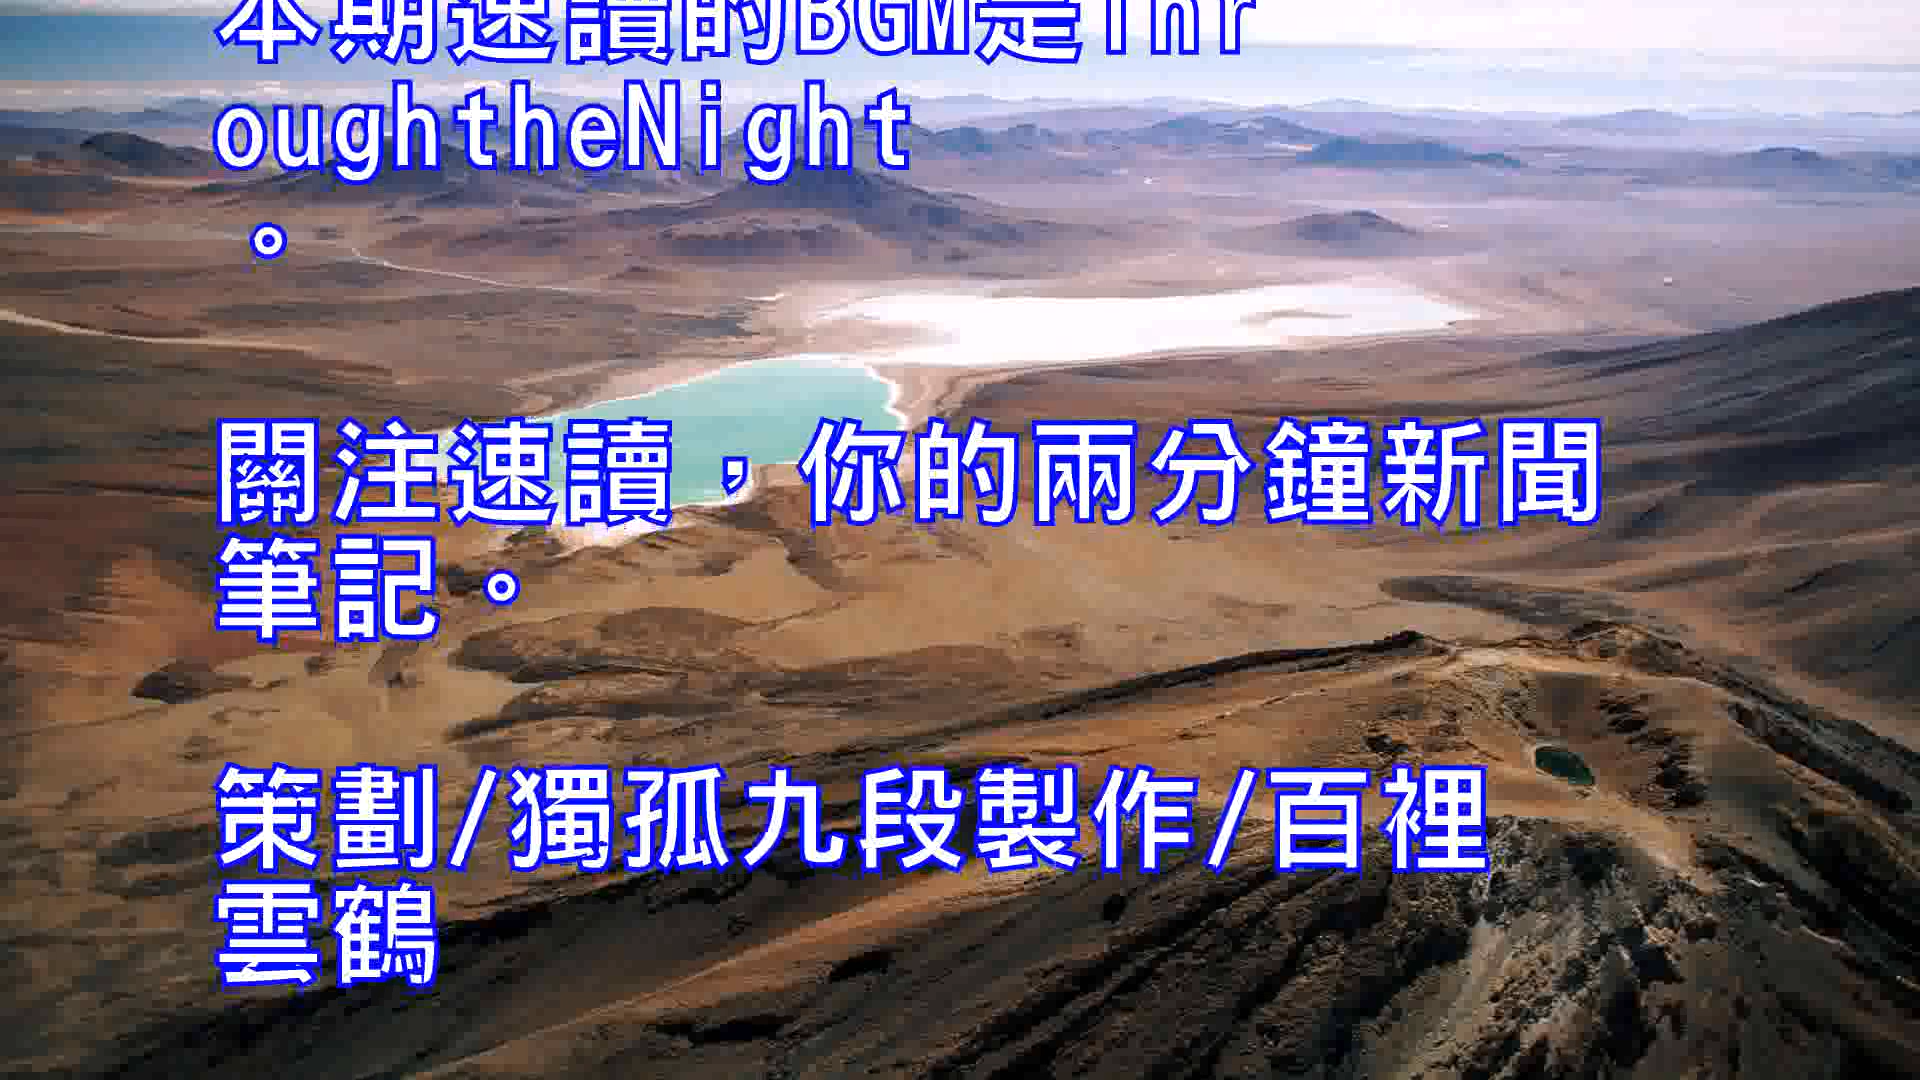 本期速讀的BGM是Thr
oughtheNight
。
關注速讀，你的兩分鐘新聞
筆記。
策劃/獨孤九段製作/百裡
雲鶴